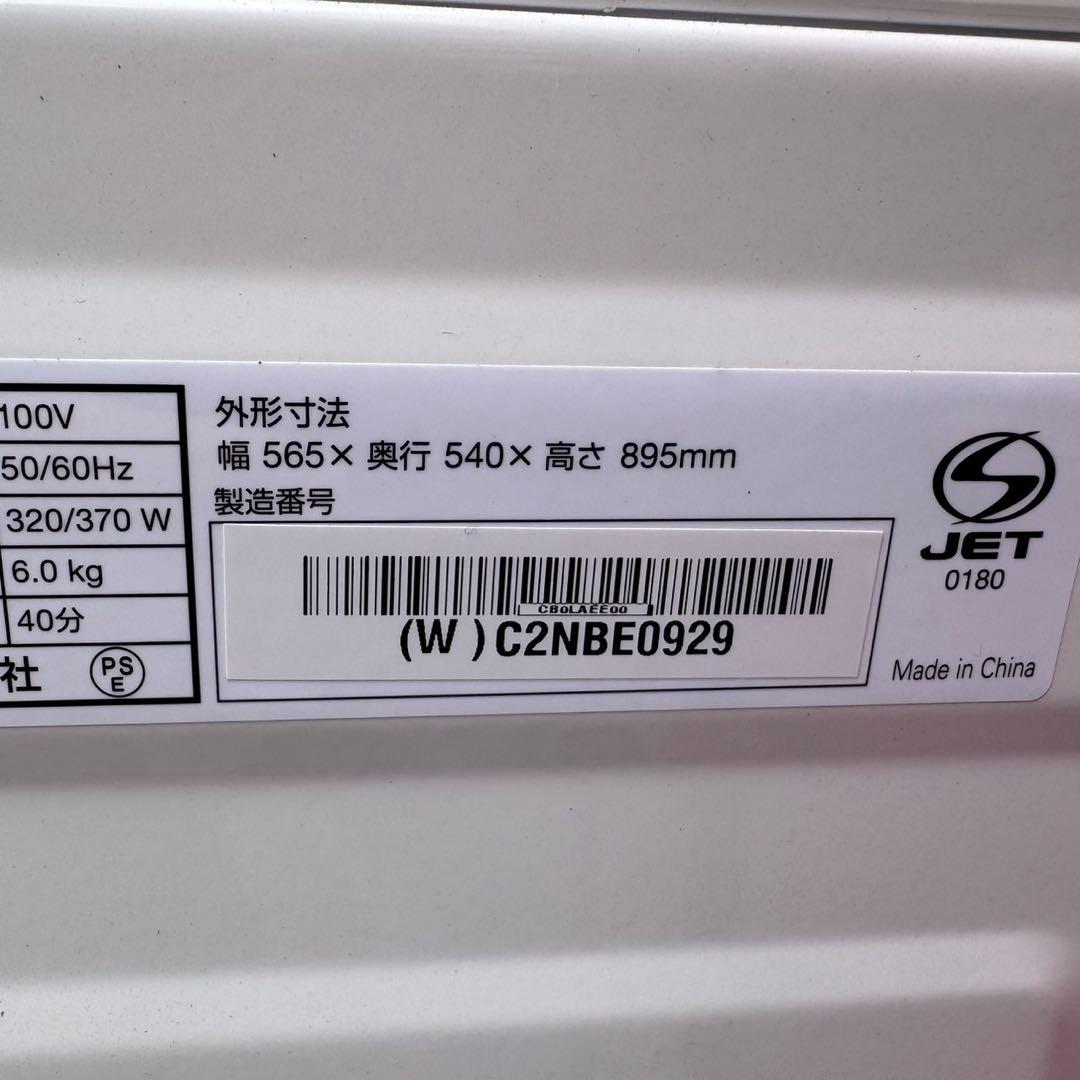 100V
50/60Hz
320/370 W
6.0 kg
40分
社
PS
E
外形寸法
幅 565× 奥行 540× 高さ 895mm
製造番号
CB0LAEE00
(W)C2NBE0929
JET
0180
Made in China